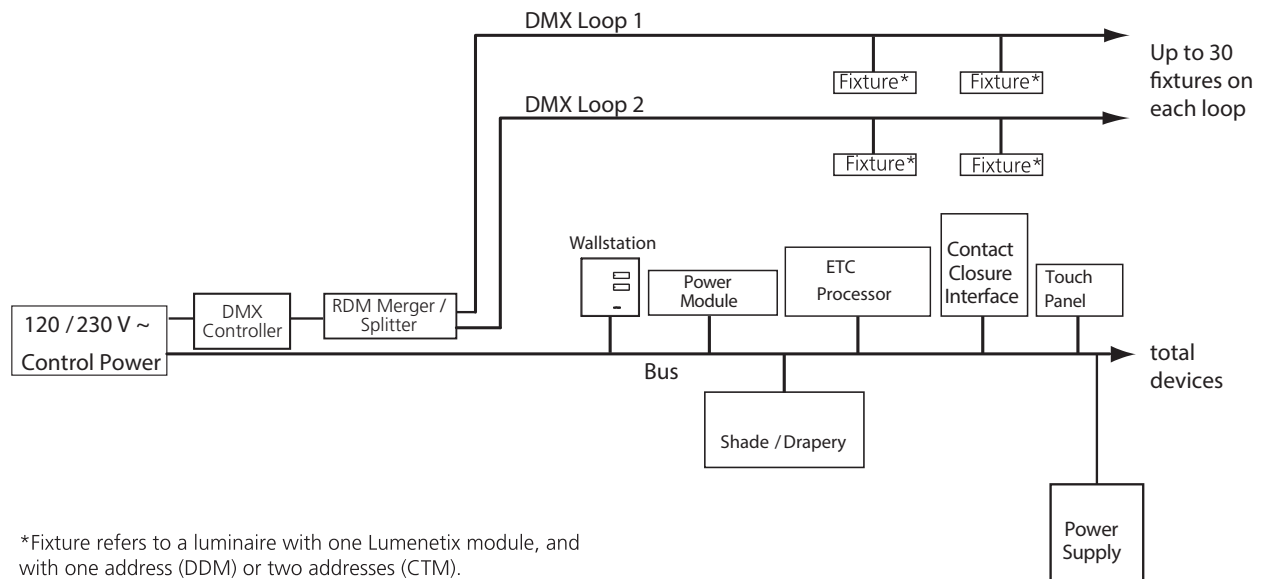 DMX Loop 1
Up to 30
fixtures on
each loop
Fixture*
Fixture*
DMX Loop 2
Fixture*
Fixture*
Wallstation
Power
Module
ETC
Processor
Contact
Closure
Interface
Touch
Panel
120 / 230 V ~
Control Power
DMX
Controller
RDM Merger /
Splitter
Bus
total
devices
Shade / Drapery
Power
Supply
*Fixture refers to a luminaire with one Lumenetix module, and
with one address (DDM) or two addresses (CTM).